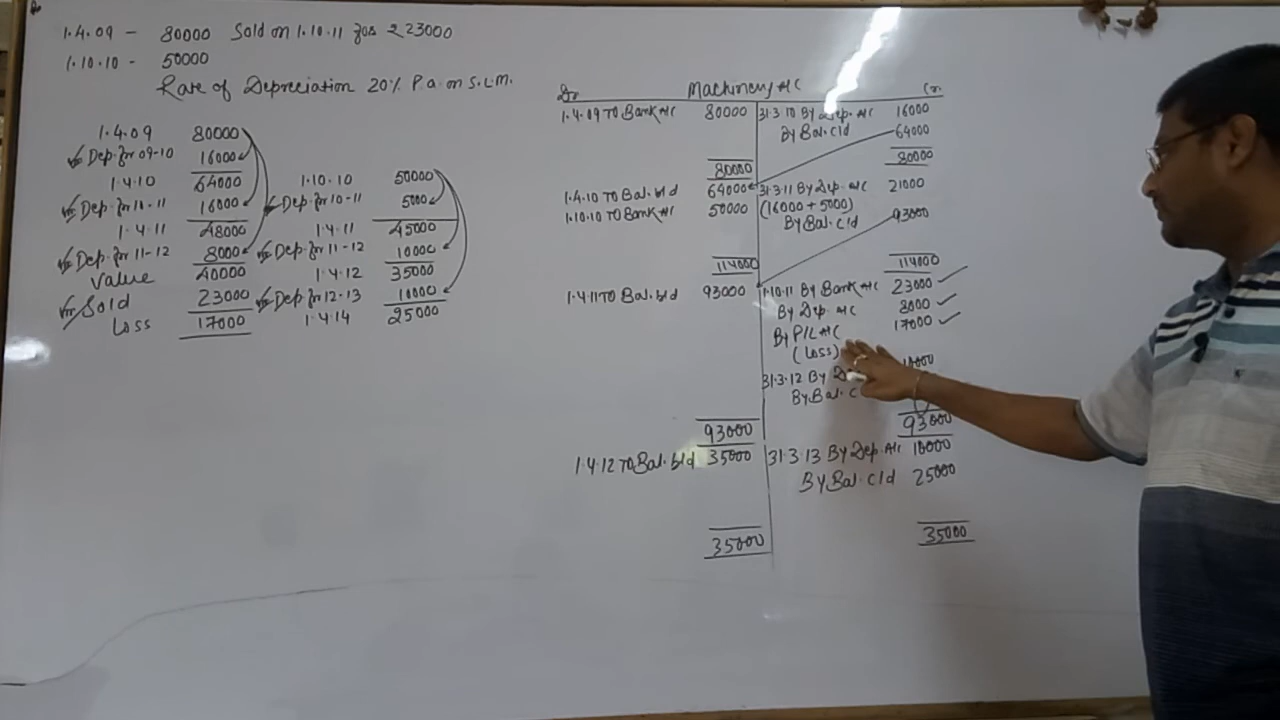 1.4.09 - 80000 Sold on 1.10.11 for ₹23000
1.10.10 - 50000
Rate of Depreciation 20% P.a. on S.L.M.
1.4.09 80000
Dep. for 09-10 16000
1.4.10 64000
Dep. for 10-11 16000
1.4.11 48000
Dep. for 11-12 8000
Value 40000
Sold 23000
Loss 17000
1.10.10 50000
Dep. for 10-11 5000
1.4.11 45000
Dep. for 11-12 10000
1.4.12 35000
Dep. for 12-13 10000
1.4.14 25000
Dr Machinery A/C Cr.
1.4.09 To Bank A/C 80000 31.3.10 By Dep. A/C 16000
By Bal. C/d 64000
80000 80000
1.4.10 To Bal. b/d 64000 31.3.11 By Dep. A/C 21000
1.10.10 To Bank A/C 50000 (16000 + 5000)
By Bal. C/d 93000
114000 114000
1.4.11 To Bal. b/d 93000 1.10.11 By Bank A/C 23000
By Dep. A/C 8000
By P/L A/C 17000
(Loss)
31.3.12 By
By Bal.
93000 93000
1.4.12 To Bal. b/d 35000 31.3.13 By Dep. A/c 10000
By Bal. C/d 25000
35000 35000